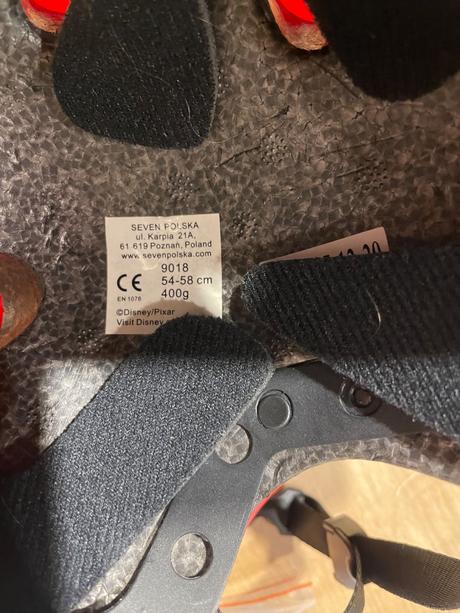 SEVEN POLSKA
ul. Karpia 21A,
61.619 Poznań, Poland
www.sevenpolska.com
9018
CE 54-58 cm
EN 1078 400g
©Disney/Pixar
Visit Disney